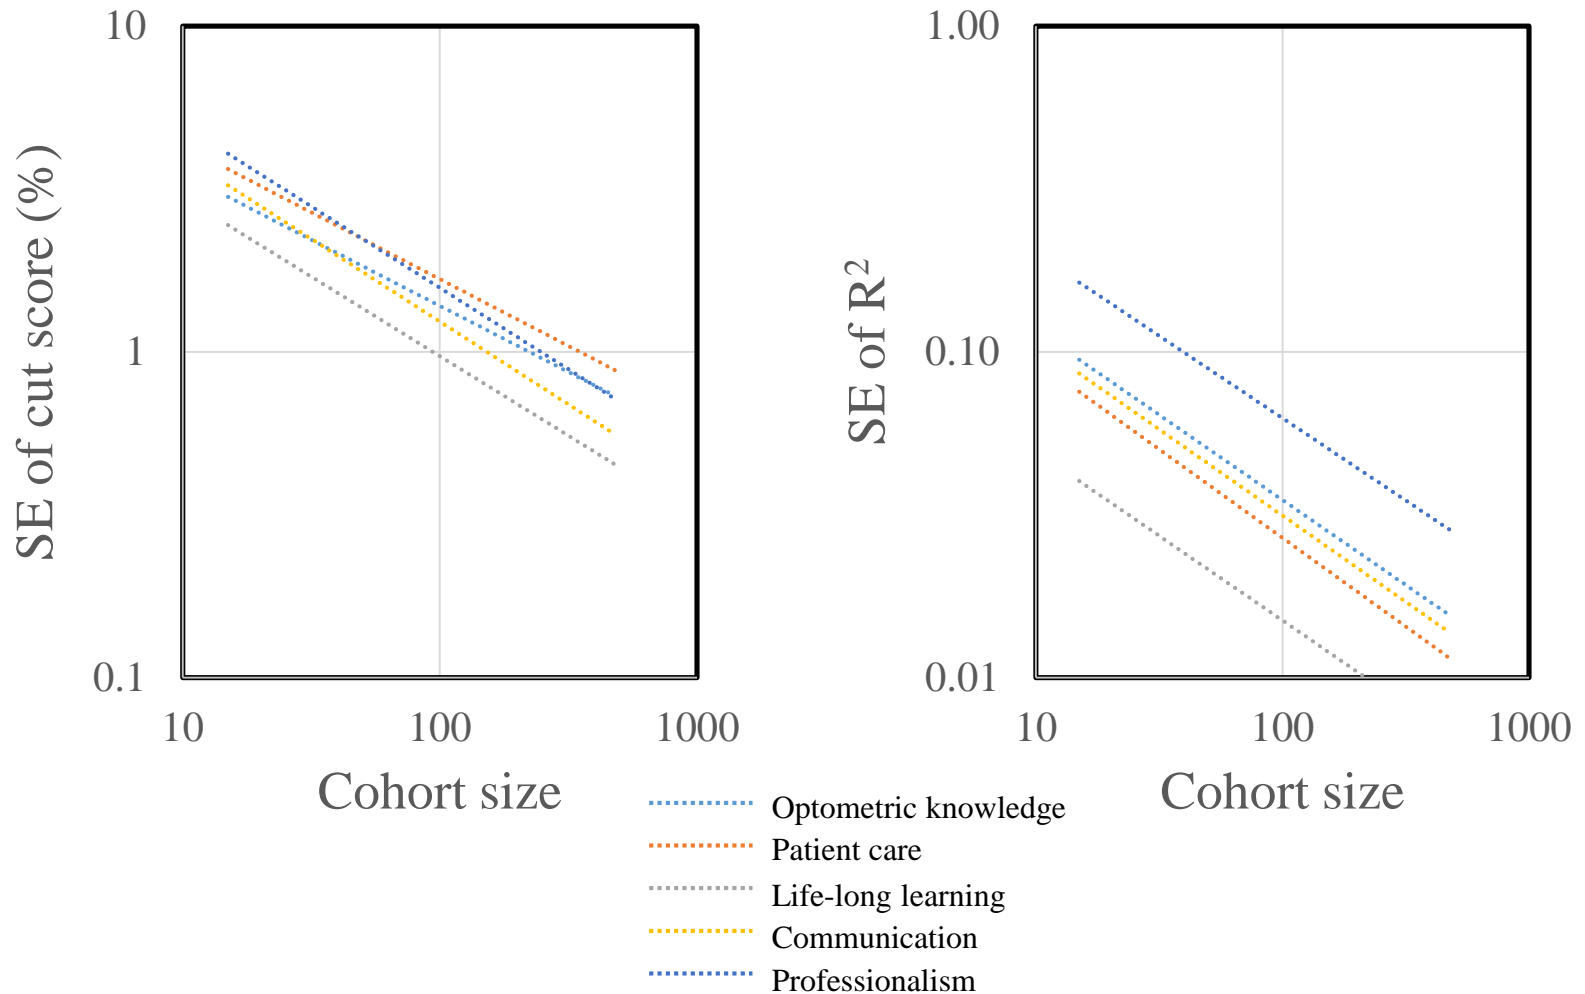 10
1
0.1
10 100 1000
SE of cut score (%)
Cohort size
1.00
0.10
0.01
10 100 1000
SE of R²
Cohort size
Optometric knowledge
Patient care
Life-long learning
Communication
Professionalism